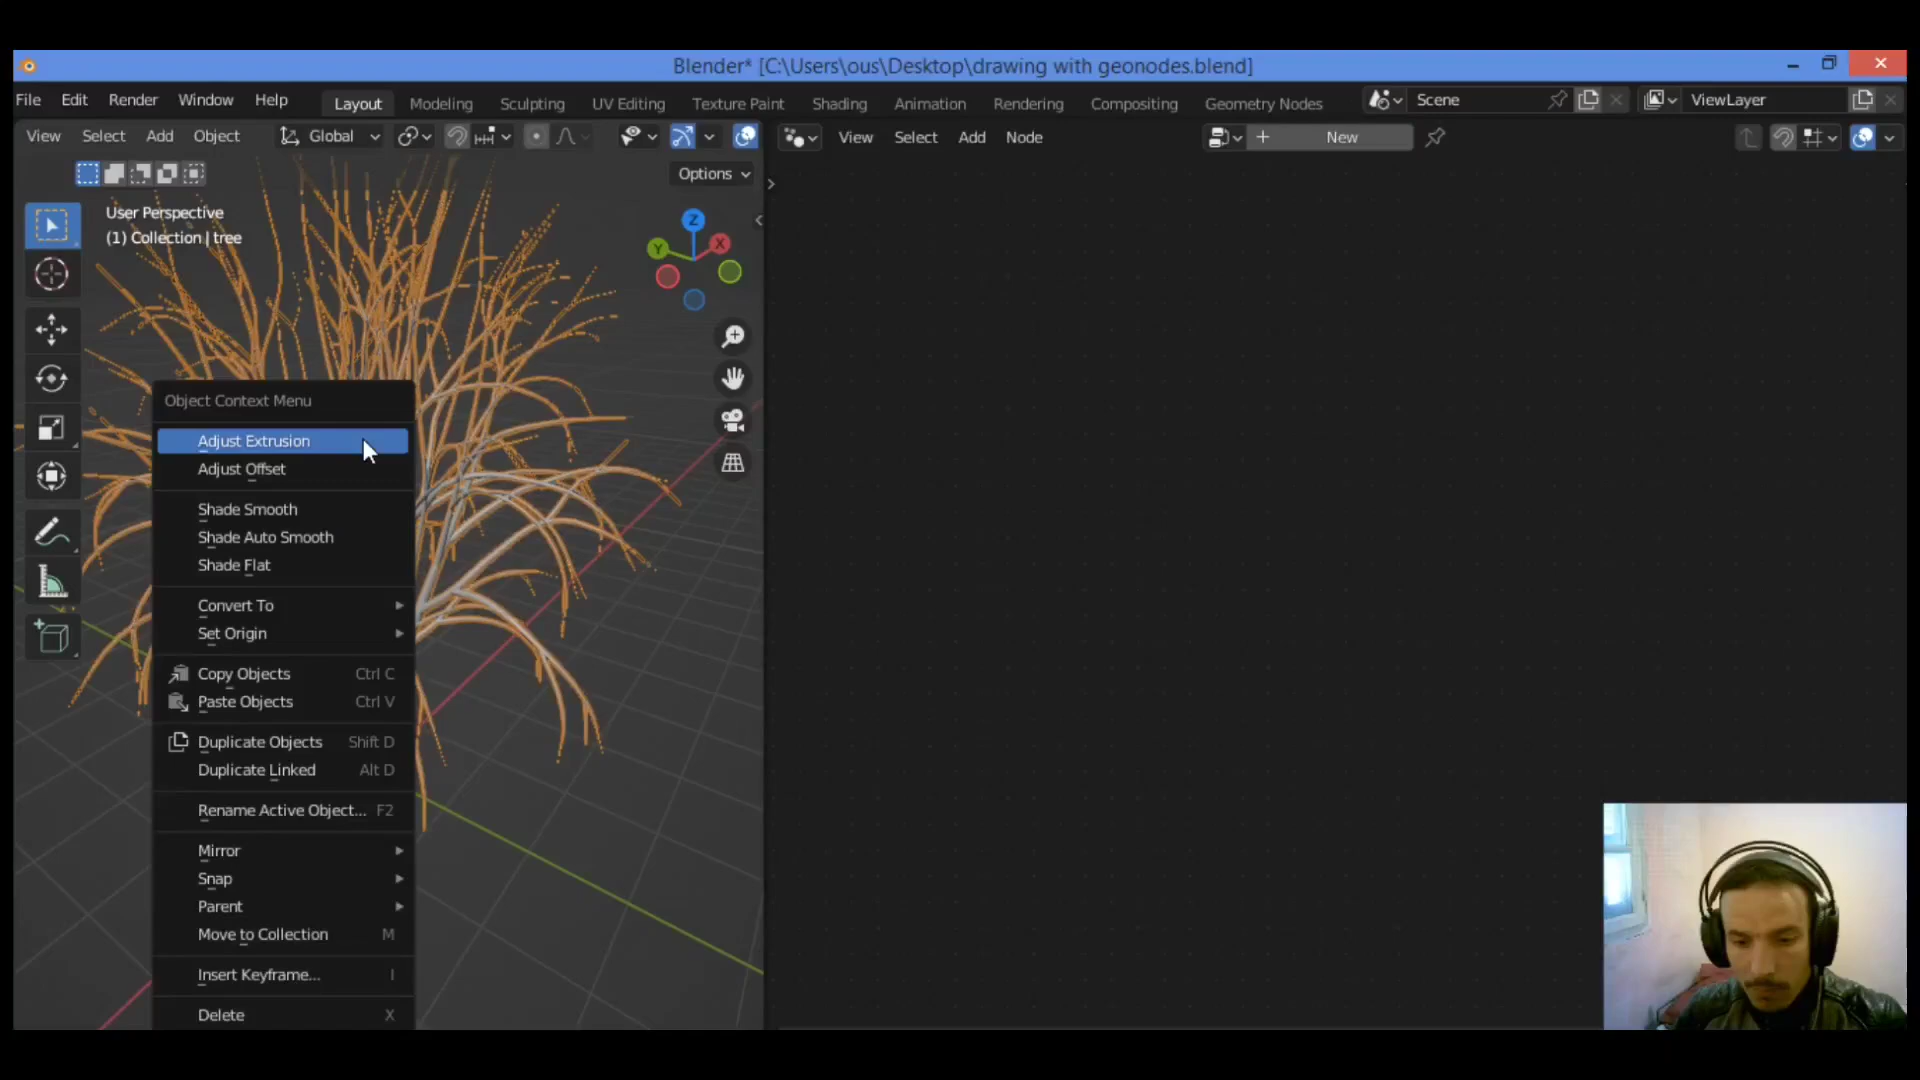 Blender* [C:\Users\ous\Desktop\drawing with geonodes.blend]
File Edit Render Window Help Layout Modeling Sculpting UV Editing Texture Paint Shading Animation Rendering Compositing Geometry Nodes Scene ViewLayer
View Select Add Object Global View Select Add Node New
Options
User Perspective
(1) Collection | tree
Z
Y
X
Object Context Menu
Adjust Extrusion
Adjust Offset
Shade Smooth
Shade Auto Smooth
Shade Flat
Convert To
Set Origin
Copy Objects Ctrl C
Paste Objects Ctrl V
Duplicate Objects Shift D
Duplicate Linked Alt D
Rename Active Object... F2
Mirror
Snap
Parent
Move to Collection M
Insert Keyframe... I
Delete X